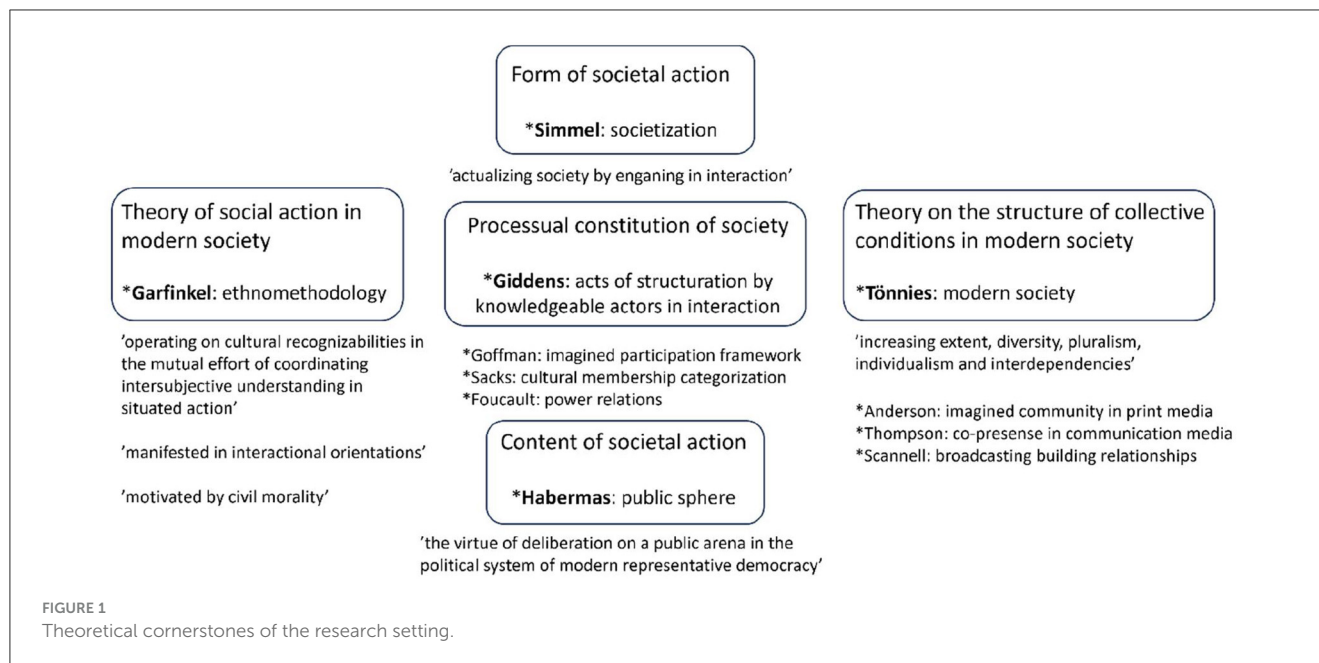 Form of societal action
*Simmel: societization
'actualizing society by enganing in interaction'
Theory of social action in
modern society
*Garfinkel: ethnomethodology
'operating on cultural recognizabilities in
the mutual effort of coordinating
intersubjective understanding in
situated action'
'manifested in interactional orientations'
'motivated by civil morality'
Processual constitution of society
*Giddens: acts of structuration by
knowledgeable actors in interaction
*Goffman: imagined participation framework
*Sacks: cultural membership categorization
*Foucault: power relations
Content of societal action
*Habermas: public sphere
'the virtue of deliberation on a public arena in the
political system of modern representative democracy'
Theory on the structure of collective
conditions in modern society
*Tönnies: modern society
'increasing extent, diversity, pluralism,
individualism and interdependencies'
*Anderson: imagined community in print media
*Thompson: co-presense in communication media
*Scannell: broadcasting building relationships
FIGURE 1
Theoretical cornerstones of the research setting.